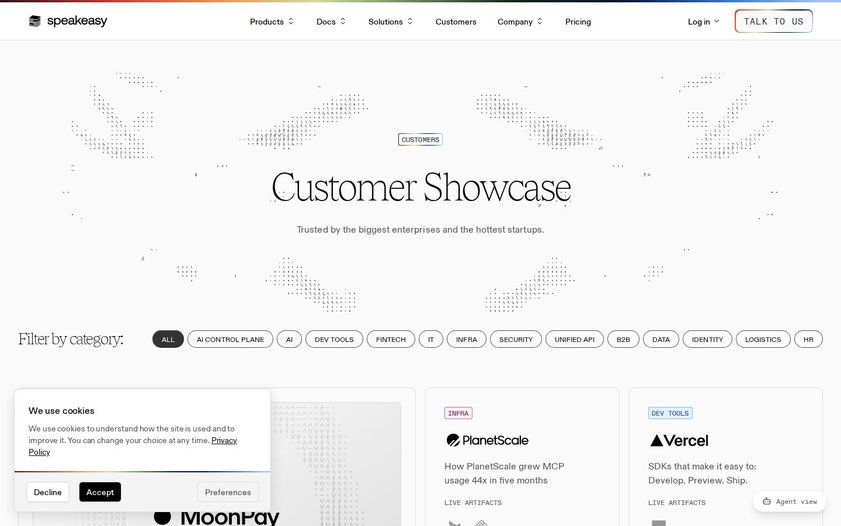 speakeasy
Products Docs Solutions Customers Company Pricing Log in TALK TO US
CUSTOMERS
Customer Showcase
Trusted by the biggest enterprises and the hottest startups.
Filter by category: ALL AI CONTROL PLANE AI DEV TOOLS FINTECH IT INFRA SECURITY UNIFIED API B2B DATA IDENTITY LOGISTICS HR
We use cookies
We use cookies to understand how the site is used and to
improve it. You can change your choice at any time. Privacy
Policy
Decline Accept Preferences
MoonPay
INFRA
PlanetScale
How PlanetScale grew MCP
usage 44x in five months
LIVE ARTIFACTS
DEV TOOLS
Vercel
SDKs that make it easy to:
Develop. Preview. Ship.
LIVE ARTIFACTS
Agent view